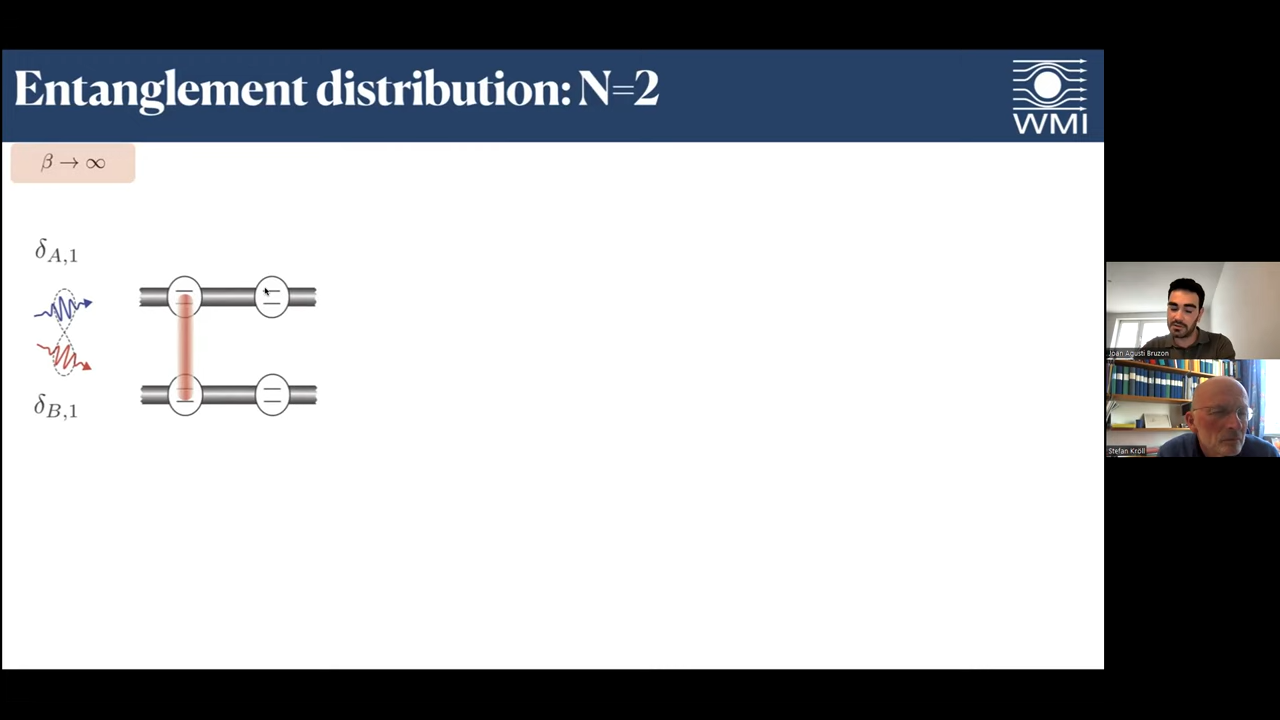 Entanglement distribution: N=2
WMI
β → ∞
δ_{A,1}
δ_{B,1}
Joan Agustí Bruzon
Stefan Kröll